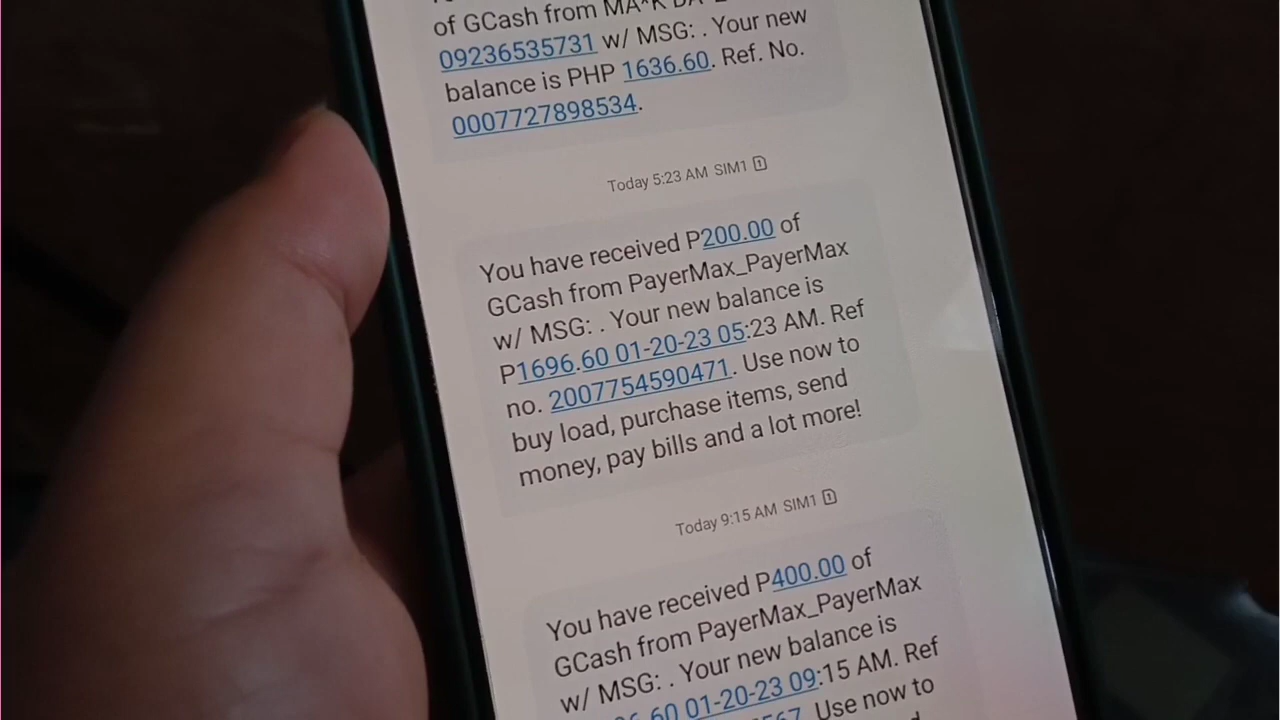 of GCash from MA*K DA
09236535731 w/ MSG: . Your new
balance is PHP 1636.60. Ref. No.
0007727898534.
Today 5:23 AM SIM1 1
You have received P200.00 of
GCash from PayerMax_PayerMax
w/ MSG: . Your new balance is
P1696.60 01-20-23 05:23 AM. Ref
no. 2007754590471. Use now to
buy load, purchase items, send
money, pay bills and a lot more!
Today 9:15 AM SIM1 1
You have received P400.00 of
GCash from PayerMax_PayerMax
w/ MSG: . Your new balance is
01-20-23 09:15 AM. Ref
Use now to